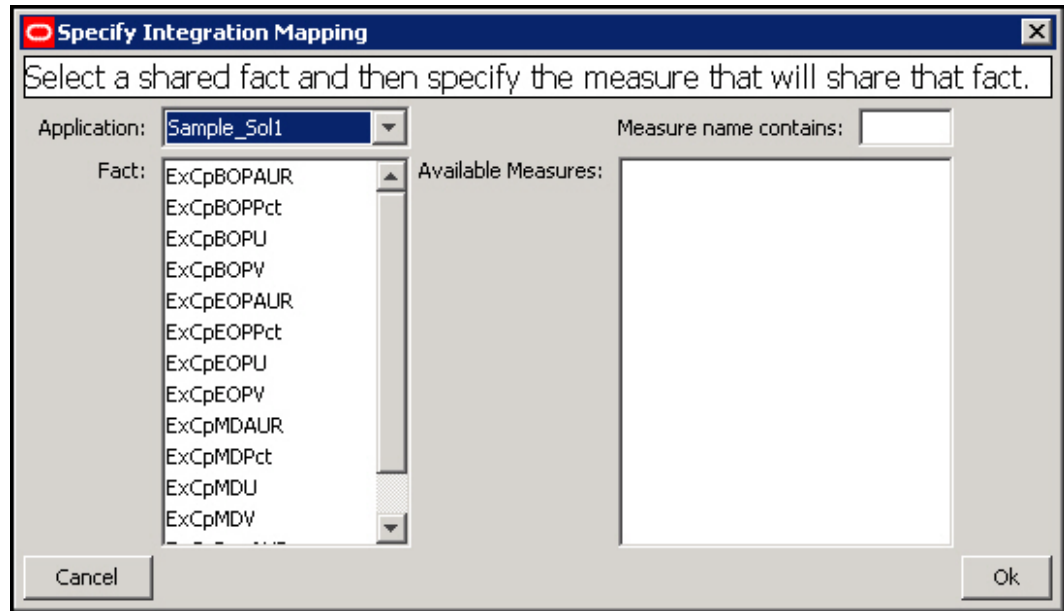 Specify Integration Mapping
Select a shared fact and then specify the measure that will share that fact.
Application: Sample_Sol1 Measure name contains:
Fact: Available Measures:
ExCpBOPAUR
ExCpBOPPct
ExCpBOPU
ExCpBOPV
ExCpEOPAUR
ExCpEOPPct
ExCpEOPU
ExCpEOPV
ExCpMDAUR
ExCpMDPct
ExCpMDU
ExCpMDV
Cancel Ok